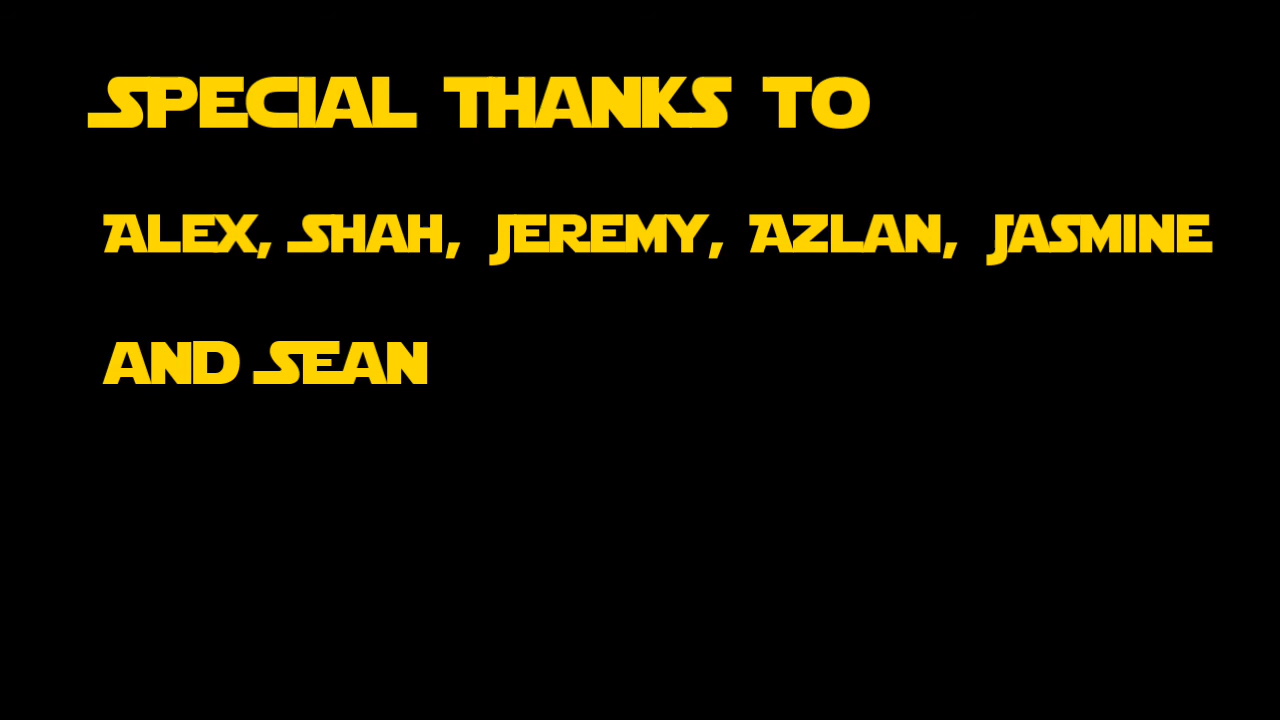 Special Thanks to
Alex, Shah, Jeremy, Azlan, Jasmine
and Sean